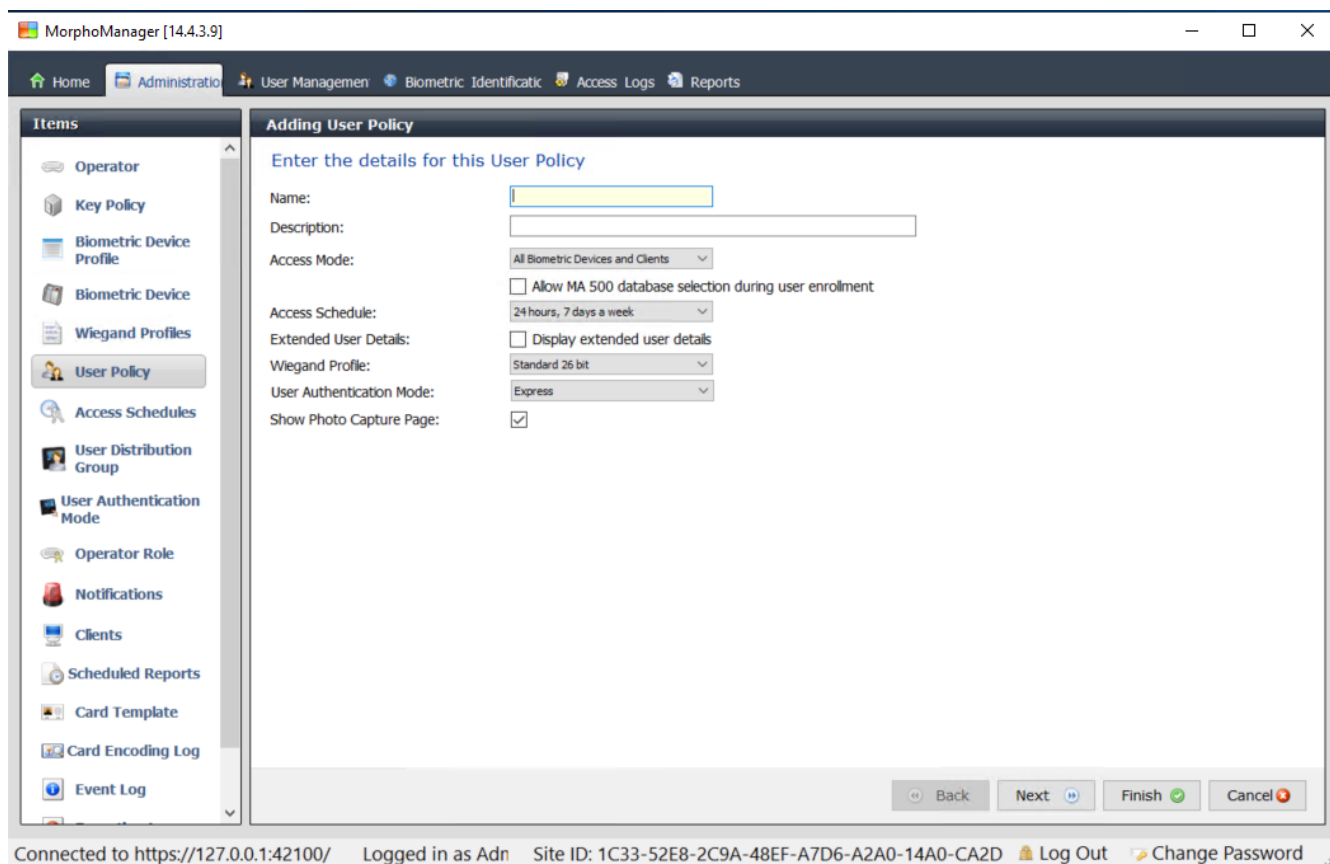 MorphoManager [14.4.3.9]
Home Administratio User Managemen Biometric Identificatic Access Logs Reports
Items
Operator
Key Policy
Biometric Device
Profile
Biometric Device
Wiegand Profiles
User Policy
Access Schedules
User Distribution
Group
User Authentication
Mode
Operator Role
Notifications
Clients
Scheduled Reports
Card Template
Card Encoding Log
Event Log
Adding User Policy
Enter the details for this User Policy
Name:
Description:
Access Mode: All Biometric Devices and Clients
Allow MA 500 database selection during user enrollment
Access Schedule: 24 hours, 7 days a week
Extended User Details: Display extended user details
Wiegand Profile: Standard 26 bit
User Authentication Mode: Express
Show Photo Capture Page:
Back Next Finish Cancel
Connected to https://127.0.0.1:42100/ Logged in as Adn Site ID: 1C33-52E8-2C9A-48EF-A7D6-A2A0-14A0-CA2D Log Out Change Password